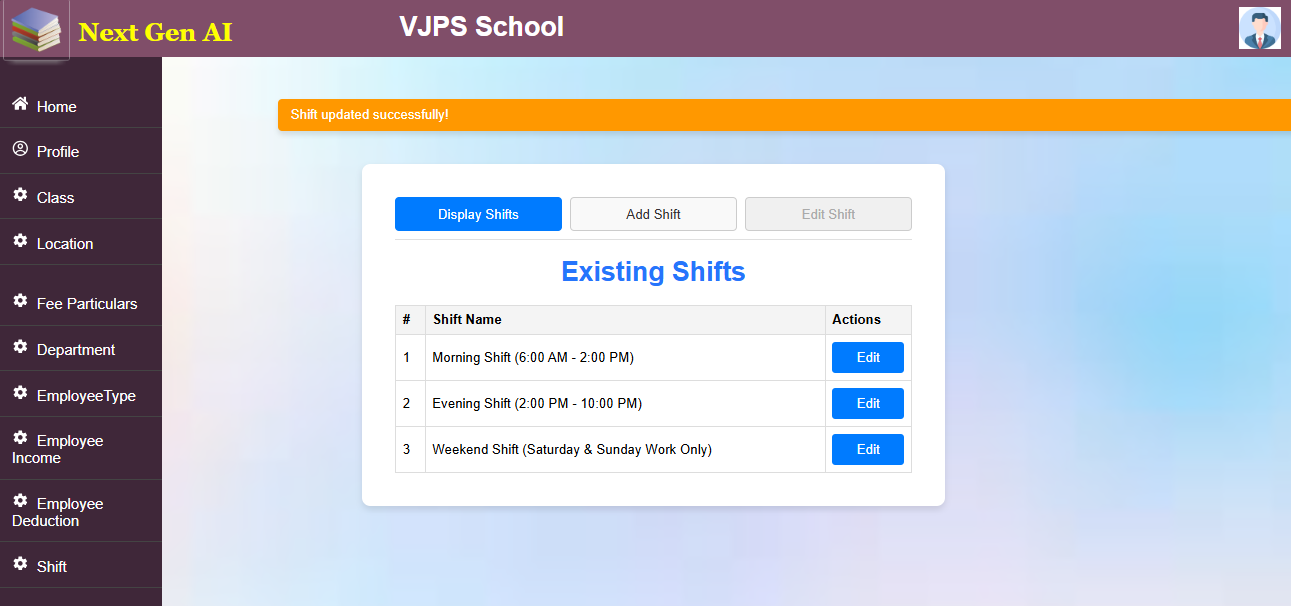 Next Gen AI
VJPS School
Home
Profile
Class
Location
Fee Particulars
Department
EmployeeType
Employee
Income
Employee
Deduction
Shift
Shift updated successfully!
Display Shifts Add Shift Edit Shift
Existing Shifts
# Shift Name Actions
1 Morning Shift (6:00 AM - 2:00 PM) Edit
2 Evening Shift (2:00 PM - 10:00 PM) Edit
3 Weekend Shift (Saturday & Sunday Work Only) Edit